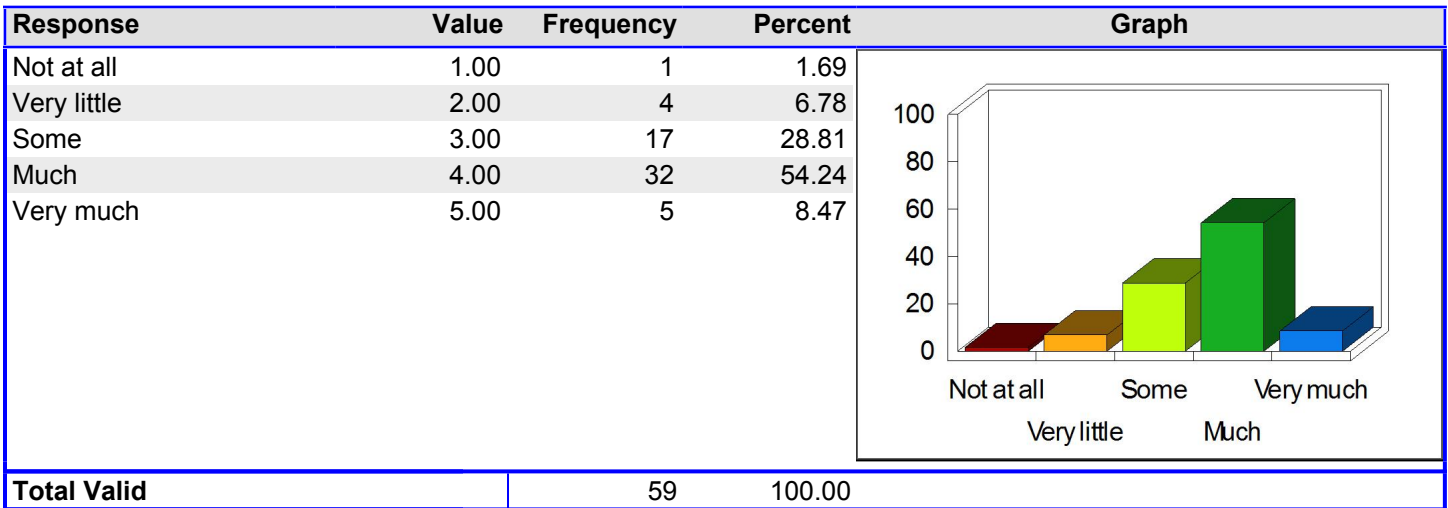 Response Value Frequency Percent Graph
Not at all 1.00 1 1.69
Very little 2.00 4 6.78
Some 3.00 17 28.81
Much 4.00 32 54.24
Very much 5.00 5 8.47
100
80
60
40
20
0
Not at all Some Very much
Very little Much
Total Valid 59 100.00